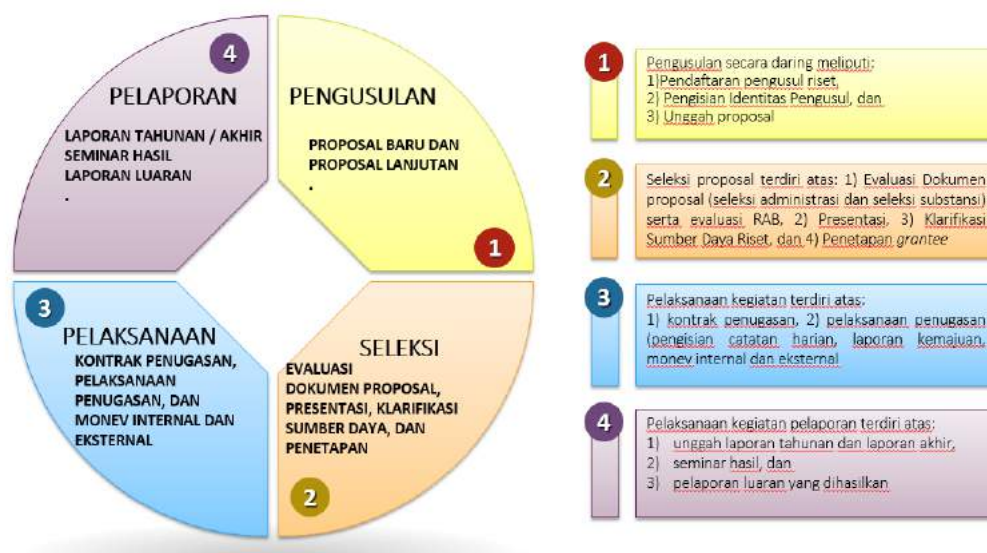 4
PELAPORAN
LAPORAN TAHUNAN / AKHIR
SEMINAR HASIL
LAPORAN LUARAN
.
PENGUSULAN
PROPOSAL BARU DAN
PROPOSAL LANJUTAN
.
1
3
PELAKSANAAN
KONTRAK PENUGASAN,
PELAKSANAAN
PENUGASAN, DAN
MONEV INTERNAL DAN
EKSTERNAL
SELEKSI
EVALUASI
DOKUMEN PROPOSAL,
PRESENTASI, KLARIFIKASI
SUMBER DAYA, DAN
PENETAPAN
2
1
Pengusulan secara daring meliputi:
1)Pendaftaran pengusul riset,
2) Pengisian Identitas Pengusul, dan
3) Unggah proposal
2
Seleksi proposal terdiri atas: 1) Evaluasi Dokumen
proposal (seleksi administrasi dan seleksi substansi)
serta evaluasi RAB, 2) Presentasi, 3) Klarifikasi
Sumber Daya Riset, dan 4) Penetapan grantee
3
Pelaksanaan kegiatan terdiri atas:
1) kontrak penugasan, 2) pelaksanaan penugasan
(pengisian catatan harian, laporan kemajuan,
monev internal dan eksternal
4
Pelaksanaan kegiatan pelaporan terdiri atas:
1) unggah laporan tahunan dan laporan akhir,
2) seminar hasil, dan
3) pelaporan luaran yang dihasilkan